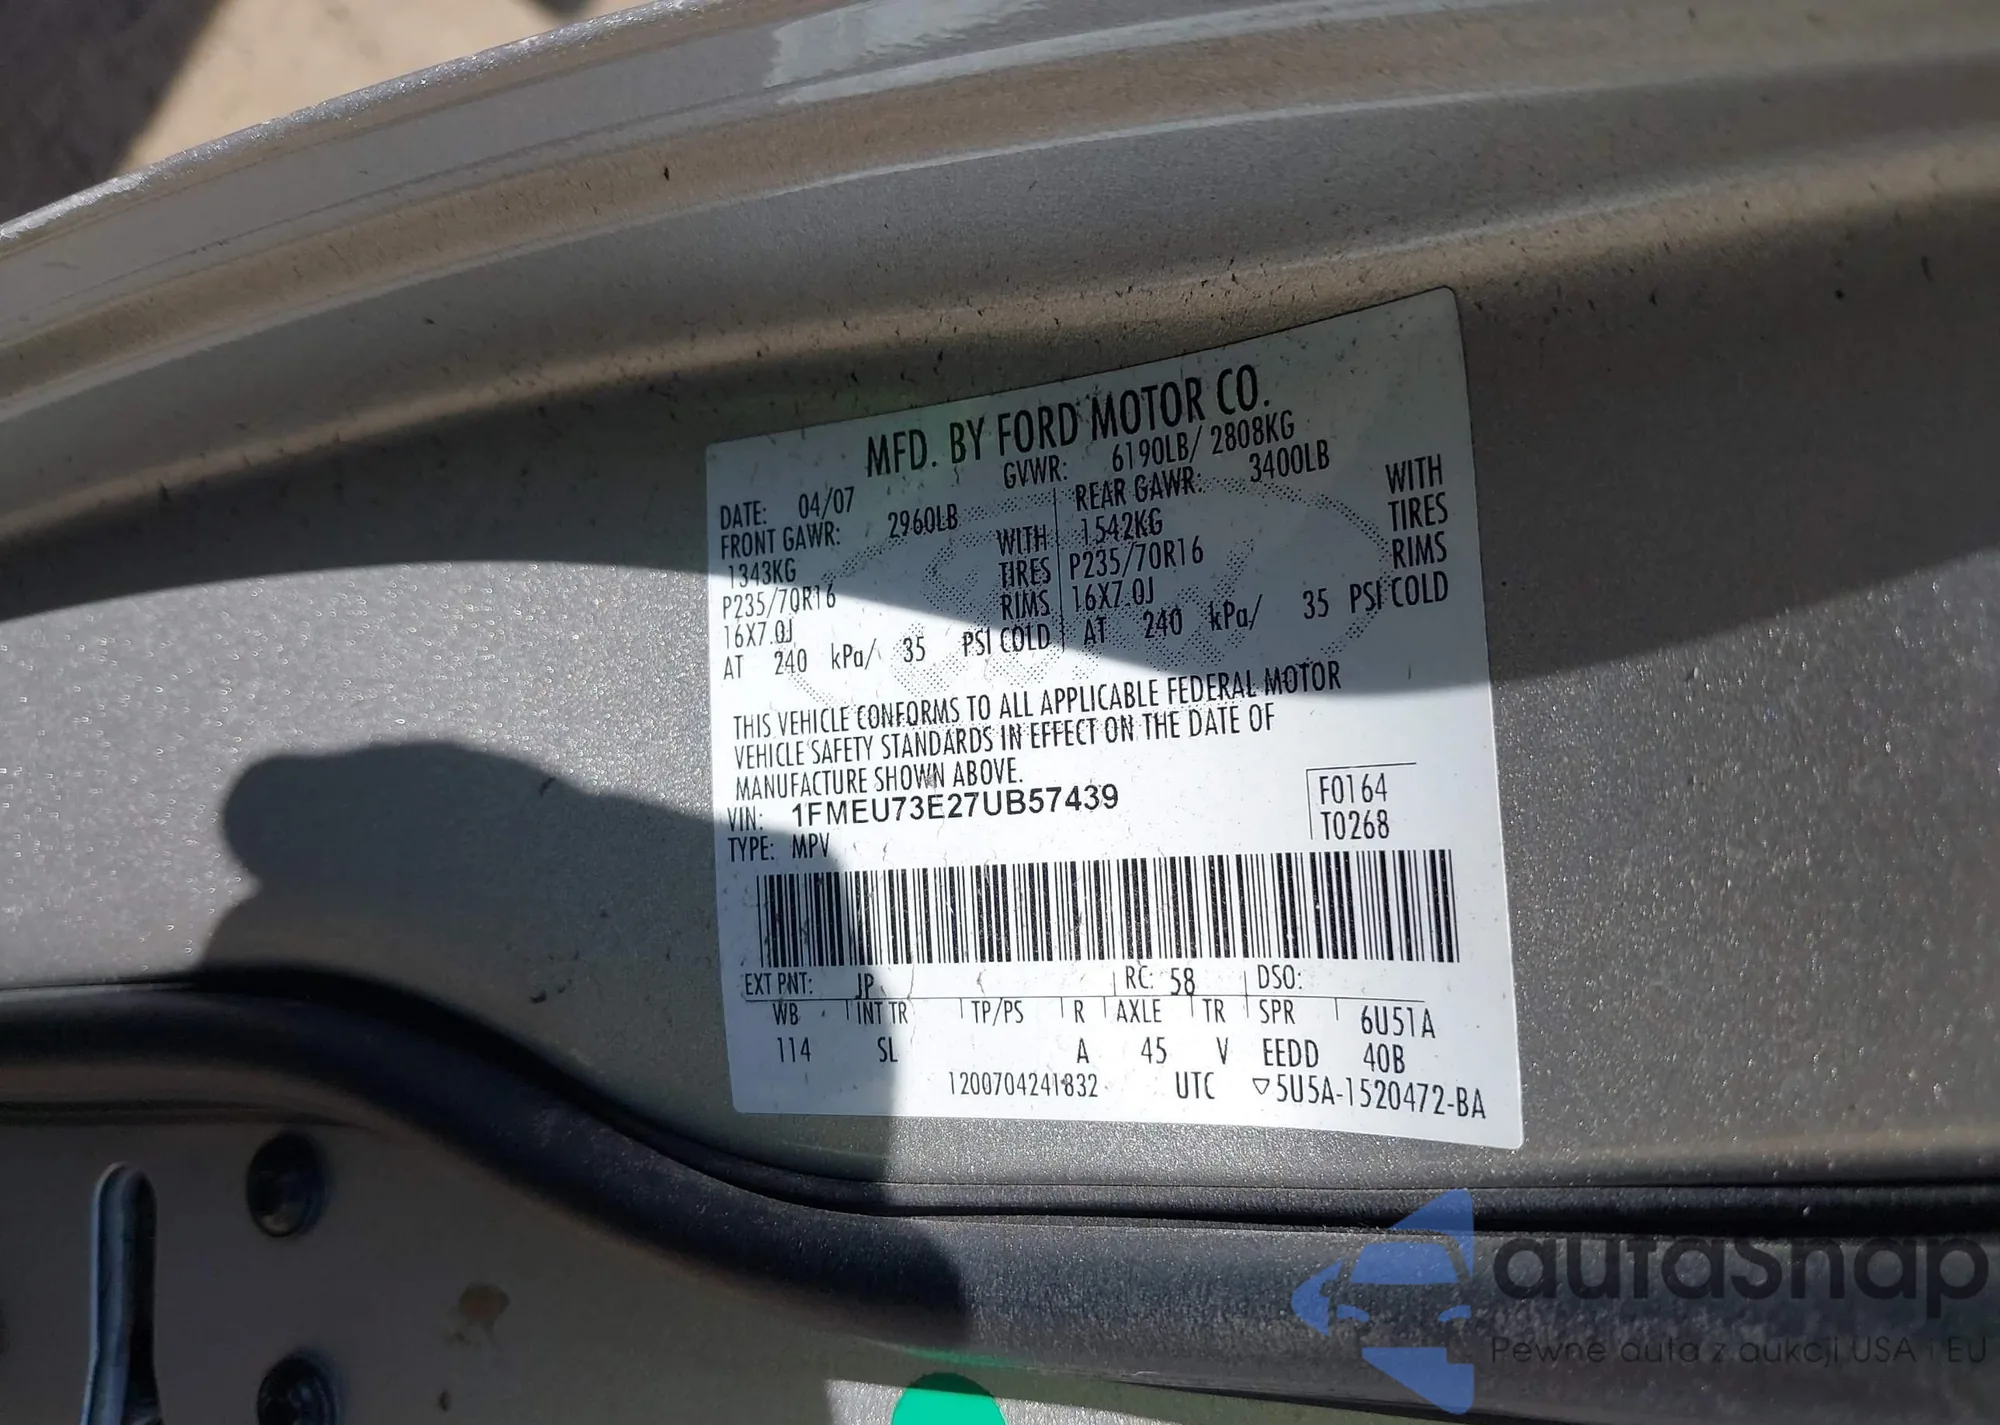 MFD. BY FORD MOTOR CO.
DATE: 04/07 GVWR: 6190LB/ 2808KG
FRONT GAWR: 2960LB REAR GAWR: 3400LB
1343KG WITH 1542KG WITH
P235/70R16 TIRES P235/70R16 TIRES
16X7.0J RIMS 16X7.0J RIMS
AT 240 kPa/ 35 PSI COLD AT 240 kPa/ 35 PSI COLD
THIS VEHICLE CONFORMS TO ALL APPLICABLE FEDERAL MOTOR
VEHICLE SAFETY STANDARDS IN EFFECT ON THE DATE OF
MANUFACTURE SHOWN ABOVE.
VIN: 1FMEU73E27UB57439 F0164
TYPE: MPV T0268
EXT PNT: JP RC: 58 DSO:
WB INT TR TP/PS R AXLE TR SPR 6U51A
114 SL A 45 V EEDD 40B
1200704241832 UTC ▽5U5A-1520472-BA
autaSnap
Pewne auta z aukcji USA i EU